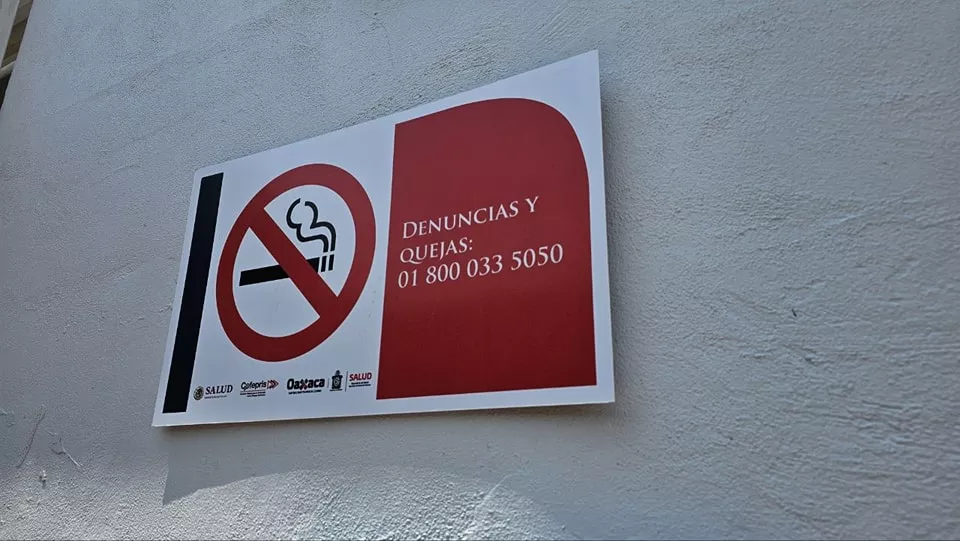 DENUNCIAS Y
QUEJAS:
01 800 033 5050
SALUD
Cofepris
Oaxaca
SALUD